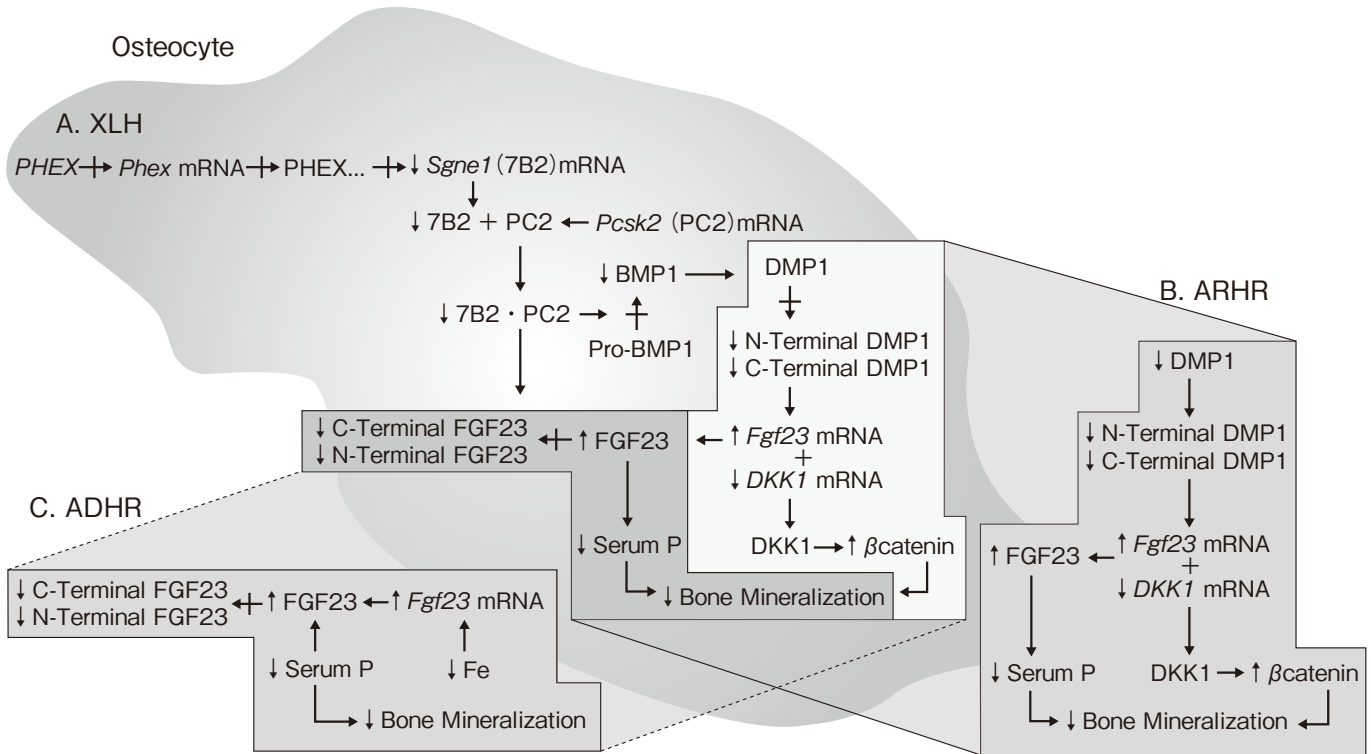 Osteocyte
A. XLH
PHEX Phex mRNA PHEX... ↓ Sgne1 (7B2) mRNA
↓ 7B2 + PC2 ← Pcsk2 (PC2) mRNA
↓ BMP1
↓ 7B2・PC2
Pro-BMP1
DMP1
↓ N-Terminal DMP1
↓ C-Terminal DMP1
↓ C-Terminal FGF23
↓ N-Terminal FGF23
↑ FGF23
↑ Fgf23 mRNA
+
↓ DKK1 mRNA
↓ Serum P
DKK1 → ↑ βcatenin
↓ Bone Mineralization
B. ARHR
↓ DMP1
↓ N-Terminal DMP1
↓ C-Terminal DMP1
↑ FGF23 ← ↑ Fgf23 mRNA
+
↓ DKK1 mRNA
↓ Serum P
DKK1 → ↑ βcatenin
↓ Bone Mineralization
C. ADHR
↓ C-Terminal FGF23
↓ N-Terminal FGF23
↑ FGF23 ← ↑ Fgf23 mRNA
↓ Serum P
↓ Fe
↓ Bone Mineralization